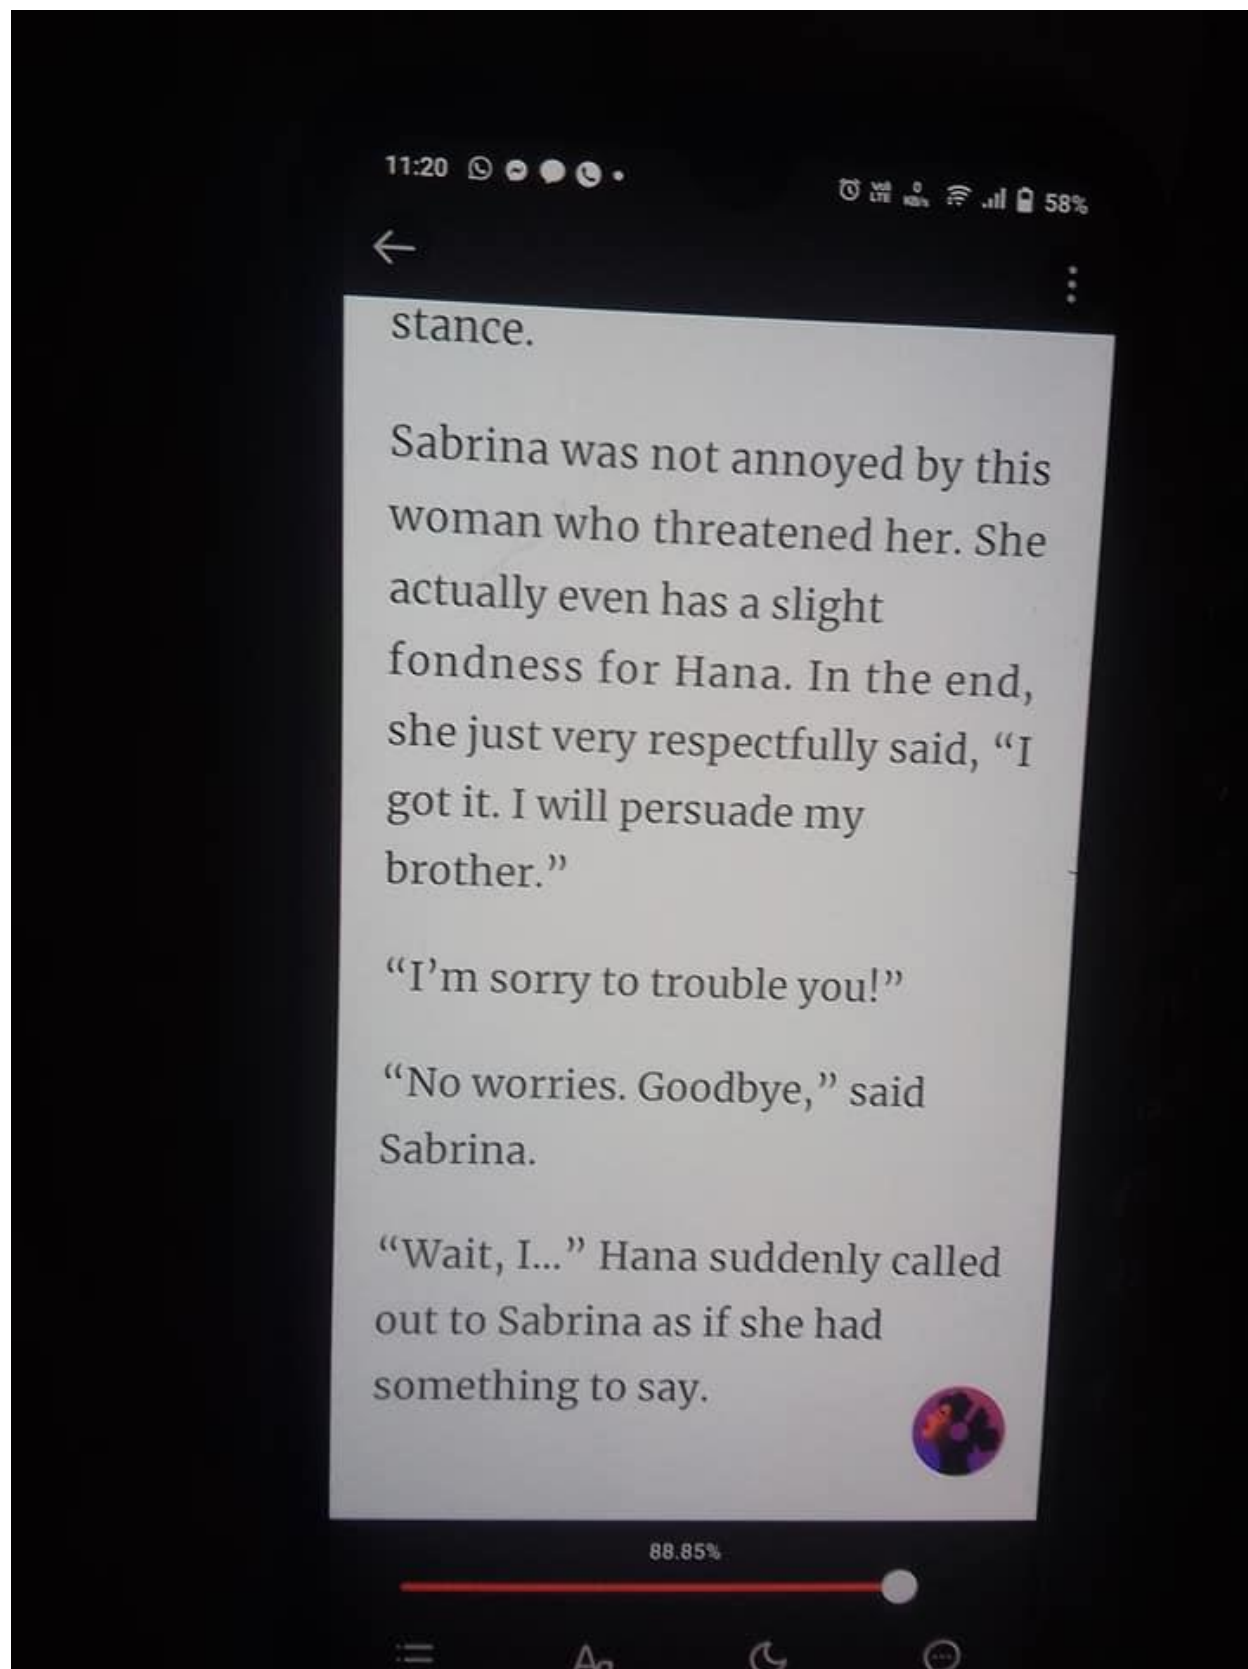 11:20
58%
stance.
Sabrina was not annoyed by this
woman who threatened her. She
actually even has a slight
fondness for Hana. In the end,
she just very respectfully said, “I
got it. I will persuade my
brother.”
“I’m sorry to trouble you!”
“No worries. Goodbye,” said
Sabrina.
“Wait, I...” Hana suddenly called
out to Sabrina as if she had
something to say.
88.85%
Aa